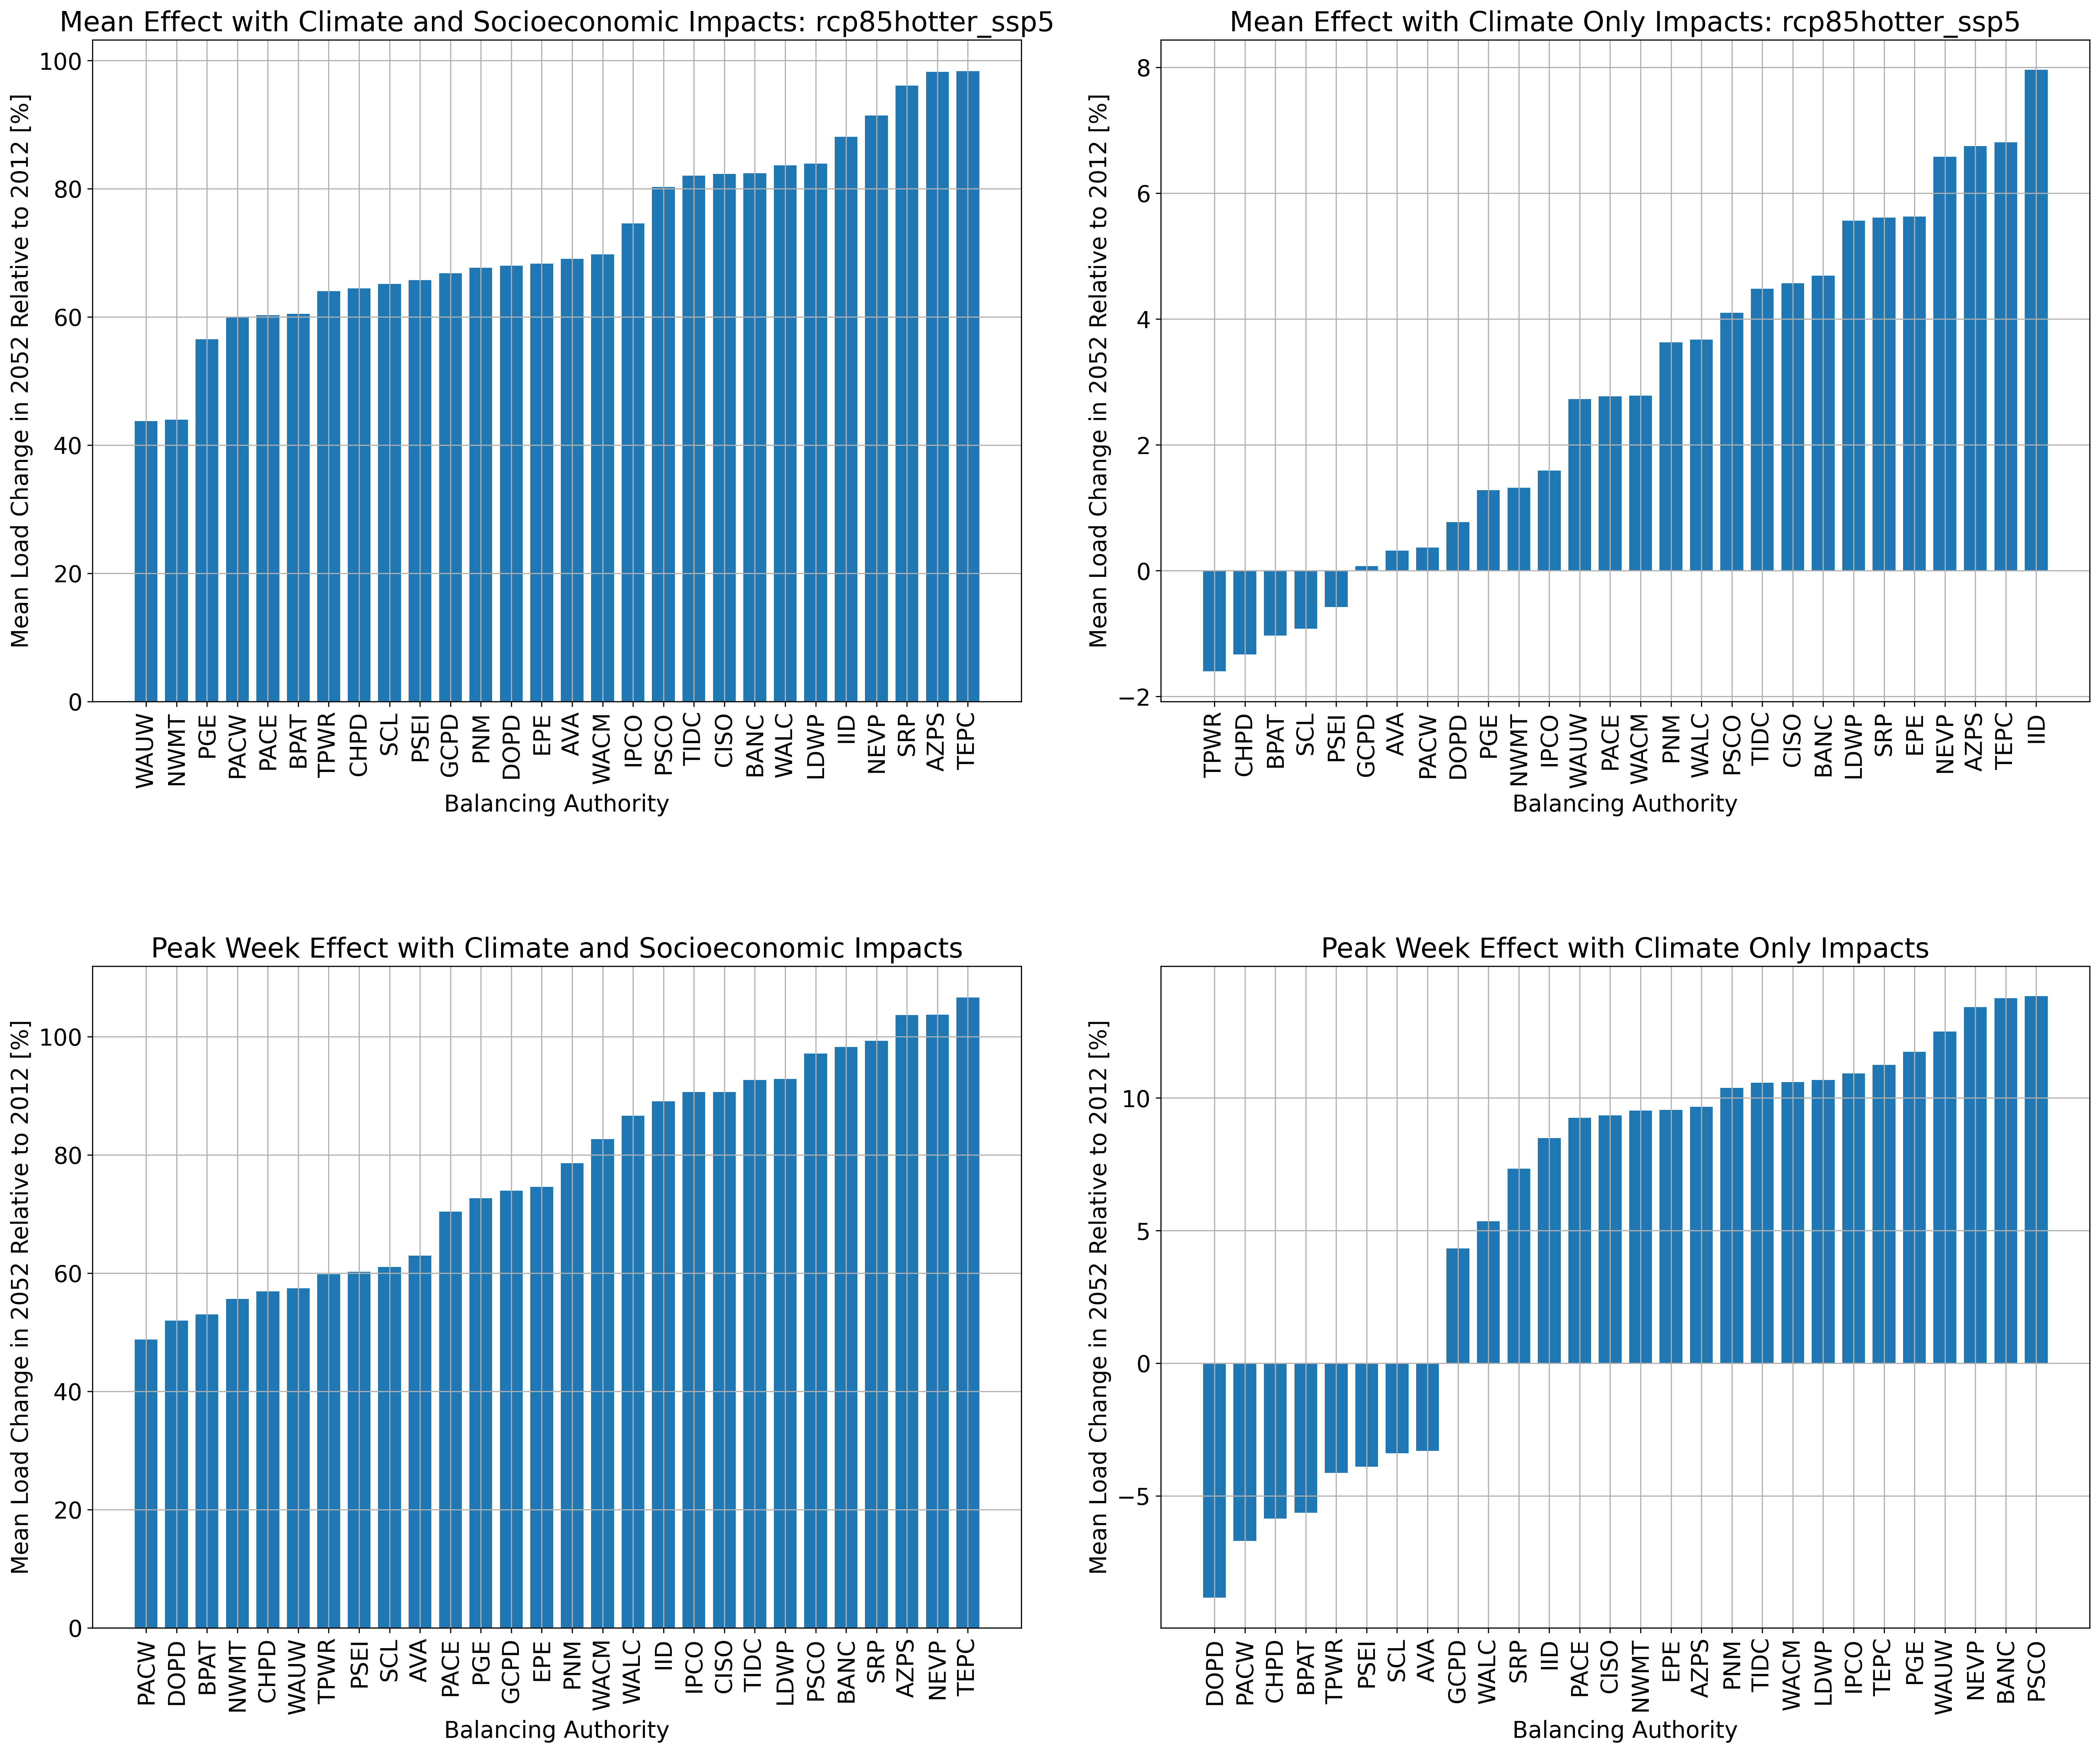 Mean Effect with Climate and Socioeconomic Impacts: rcp85hotter_ssp5
Mean Load Change in 2052 Relative to 2012 [%]
100
80
60
40
20
0
WAUW NWMT PGE PACW PACE BPAT TPWR CHPD SCL PSEI GCPD PNM DOPD EPE AVA WACM IPCO PSCO TIDC CISO BANC WALC LDWP IID NEVP SRP AZPS TEPC
Balancing Authority
Mean Effect with Climate Only Impacts: rcp85hotter_ssp5
Mean Load Change in 2052 Relative to 2012 [%]
8
6
4
2
0
−2
TPWR CHPD BPAT SCL PSEI GCPD AVA PACW DOPD PGE NWMT IPCO WAUW PACE WACM PNM WALC PSCO TIDC CISO BANC LDWP SRP EPE NEVP AZPS TEPC IID
Balancing Authority
Peak Week Effect with Climate and Socioeconomic Impacts
Mean Load Change in 2052 Relative to 2012 [%]
100
80
60
40
20
0
PACW DOPD BPAT NWMT CHPD WAUW TPWR PSEI SCL AVA PACE PGE GCPD EPE PNM WACM WALC IID IPCO CISO TIDC LDWP PSCO BANC SRP AZPS NEVP TEPC
Balancing Authority
Peak Week Effect with Climate Only Impacts
Mean Load Change in 2052 Relative to 2012 [%]
10
5
0
−5
DOPD PACW CHPD BPAT TPWR PSEI SCL AVA GCPD WALC SRP IID PACE CISO NWMT EPE AZPS PNM TIDC WACM LDWP IPCO TEPC PGE WAUW NEVP BANC PSCO
Balancing Authority